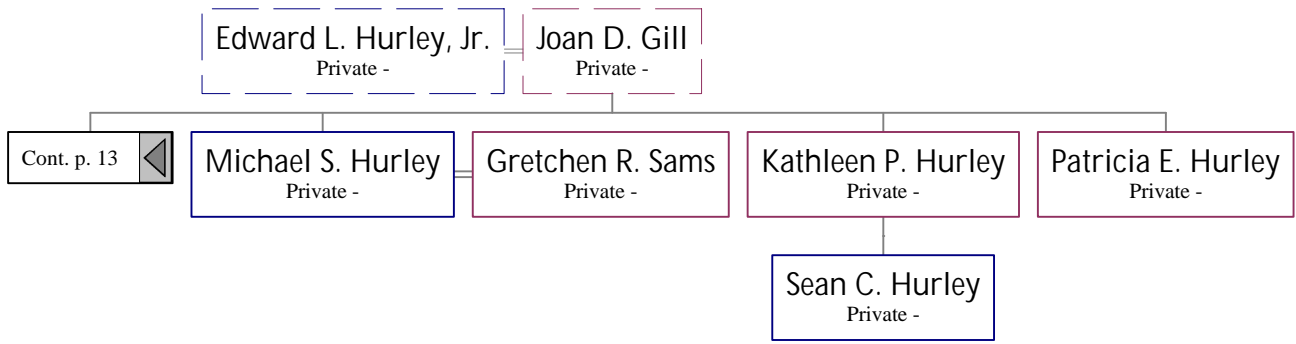 Edward L. Hurley, Jr.
Private -
Joan D. Gill
Private -
Cont. p. 13
Michael S. Hurley
Private -
Gretchen R. Sams
Private -
Kathleen P. Hurley
Private -
Patricia E. Hurley
Private -
Sean C. Hurley
Private -